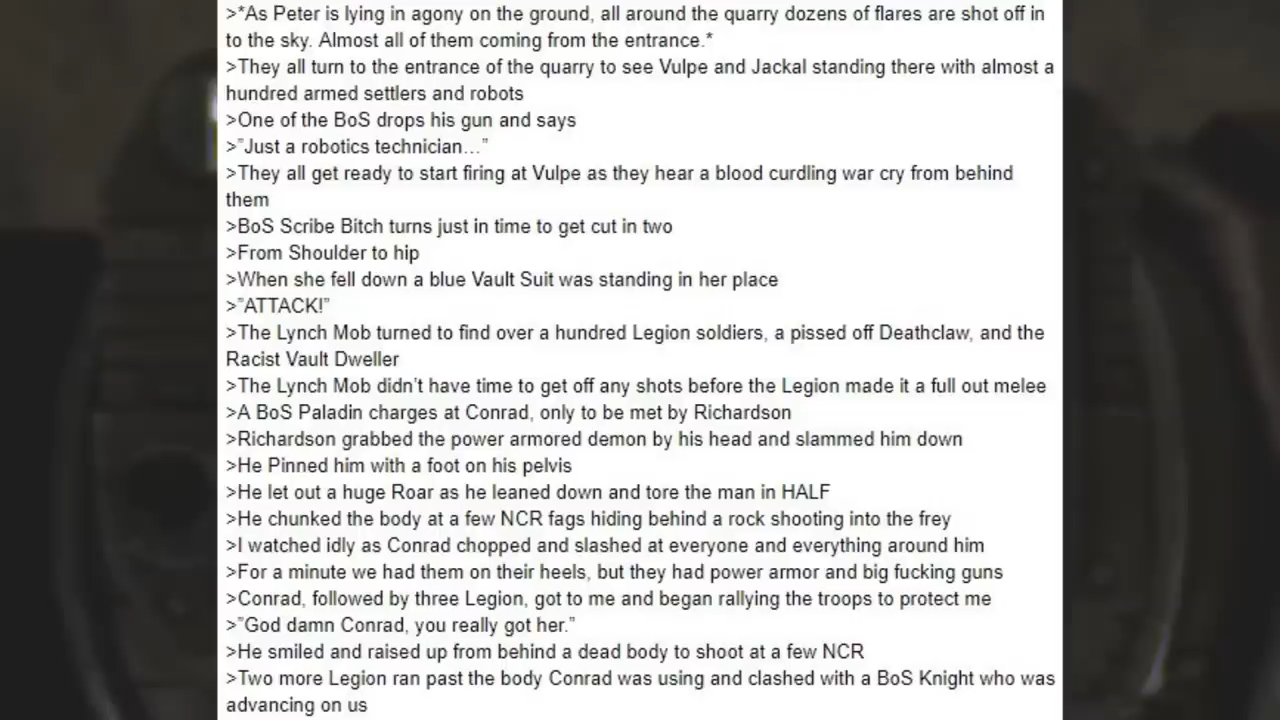 >*As Peter is lying in agony on the ground, all around the quarry dozens of flares are shot off in
to the sky. Almost all of them coming from the entrance.*
>They all turn to the entrance of the quarry to see Vulpe and Jackal standing there with almost a
hundred armed settlers and robots
>One of the BoS drops his gun and says
>"Just a robotics technician..."
>They all get ready to start firing at Vulpe as they hear a blood curdling war cry from behind
them
>BoS Scribe Bitch turns just in time to get cut in two
>From Shoulder to hip
>When she fell down a blue Vault Suit was standing in her place
>"ATTACK!"
>The Lynch Mob turned to find over a hundred Legion soldiers, a pissed off Deathclaw, and the
Racist Vault Dweller
>The Lynch Mob didn't have time to get off any shots before the Legion made it a full out melee
>A BoS Paladin charges at Conrad, only to be met by Richardson
>Richardson grabbed the power armored demon by his head and slammed him down
>He Pinned him with a foot on his pelvis
>He let out a huge Roar as he leaned down and tore the man in HALF
>He chunked the body at a few NCR fags hiding behind a rock shooting into the frey
>I watched idly as Conrad chopped and slashed at everyone and everything around him
>For a minute we had them on their heels, but they had power armor and big fucking guns
>Conrad, followed by three Legion, got to me and began rallying the troops to protect me
>"God damn Conrad, you really got her."
>He smiled and raised up from behind a dead body to shoot at a few NCR
>Two more Legion ran past the body Conrad was using and clashed with a BoS Knight who was
advancing on us